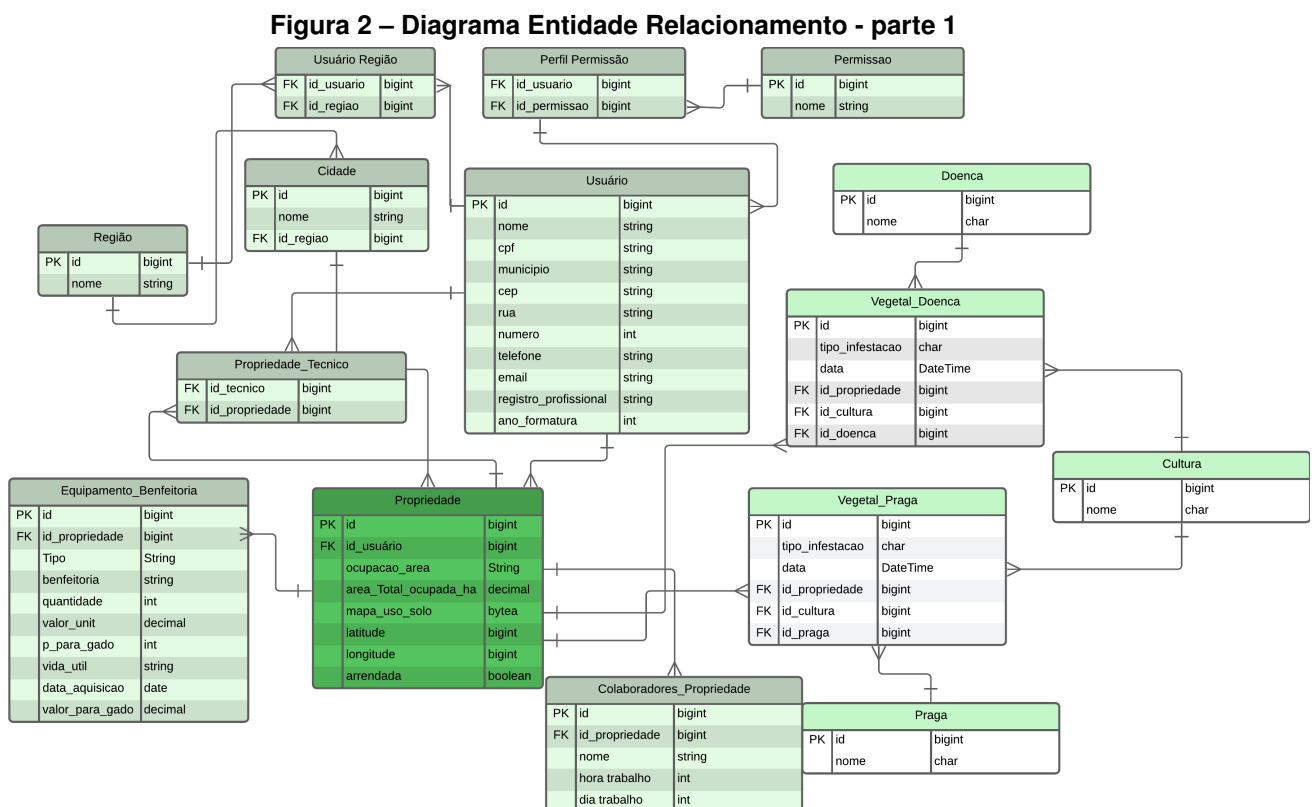 Figura 2 – Diagrama Entidade Relacionamento - parte 1
Usuário Região
FK id_usuario bigint
FK id_regiao bigint
Perfil Permissão
FK id_usuario bigint
FK id_permissao bigint
Permissao
PK id bigint
nome string
Cidade
PK id bigint
nome string
FK id_regiao bigint
Usuário
PK id bigint
nome string
cpf string
municipio string
cep string
rua string
numero int
telefone string
email string
registro_profissional string
ano_formatura int
Doenca
PK id bigint
nome char
Região
PK id bigint
nome string
Vegetal_Doenca
PK id bigint
tipo_infestacao char
data DateTime
FK id_propriedade bigint
FK id_cultura bigint
FK id_doenca bigint
Propriedade_Tecnico
FK id_tecnico bigint
FK id_propriedade bigint
Cultura
PK id bigint
nome char
Equipamento_Benfeitoria
PK id bigint
FK id_propriedade bigint
Tipo String
benfeitoria string
quantidade int
valor_unit decimal
p_para_gado int
vida_util string
data_aquisicao date
valor_para_gado decimal
Propriedade
PK id bigint
FK id_usuário bigint
ocupacao_area String
area_Total_ocupada_ha decimal
mapa_uso_solo bytea
latitude bigint
longitude bigint
arrendada boolean
Vegetal_Praga
PK id bigint
tipo_infestacao char
data DateTime
FK id_propriedade bigint
FK id_cultura bigint
FK id_praga bigint
Colaboradores_Propriedade
PK id bigint
FK id_propriedade bigint
nome string
hora trabalho int
dia trabalho int
Praga
PK id bigint
nome char